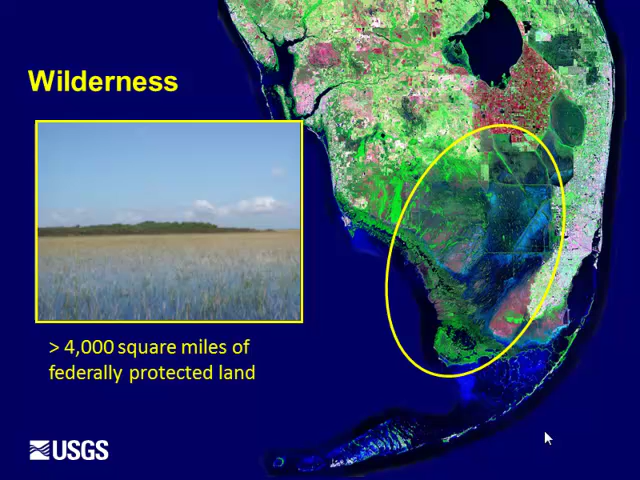 Wilderness
> 4,000 square miles of
federally protected land
USGS